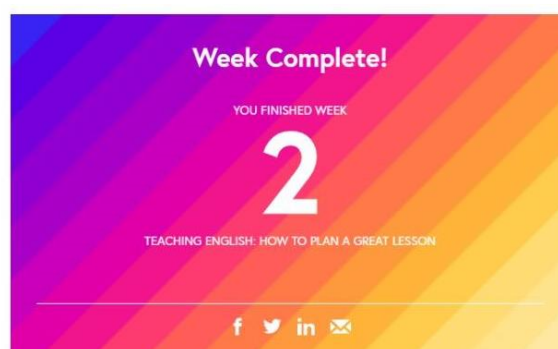 Week Complete!
YOU FINISHED WEEK
2
TEACHING ENGLISH: HOW TO PLAN A GREAT LESSON